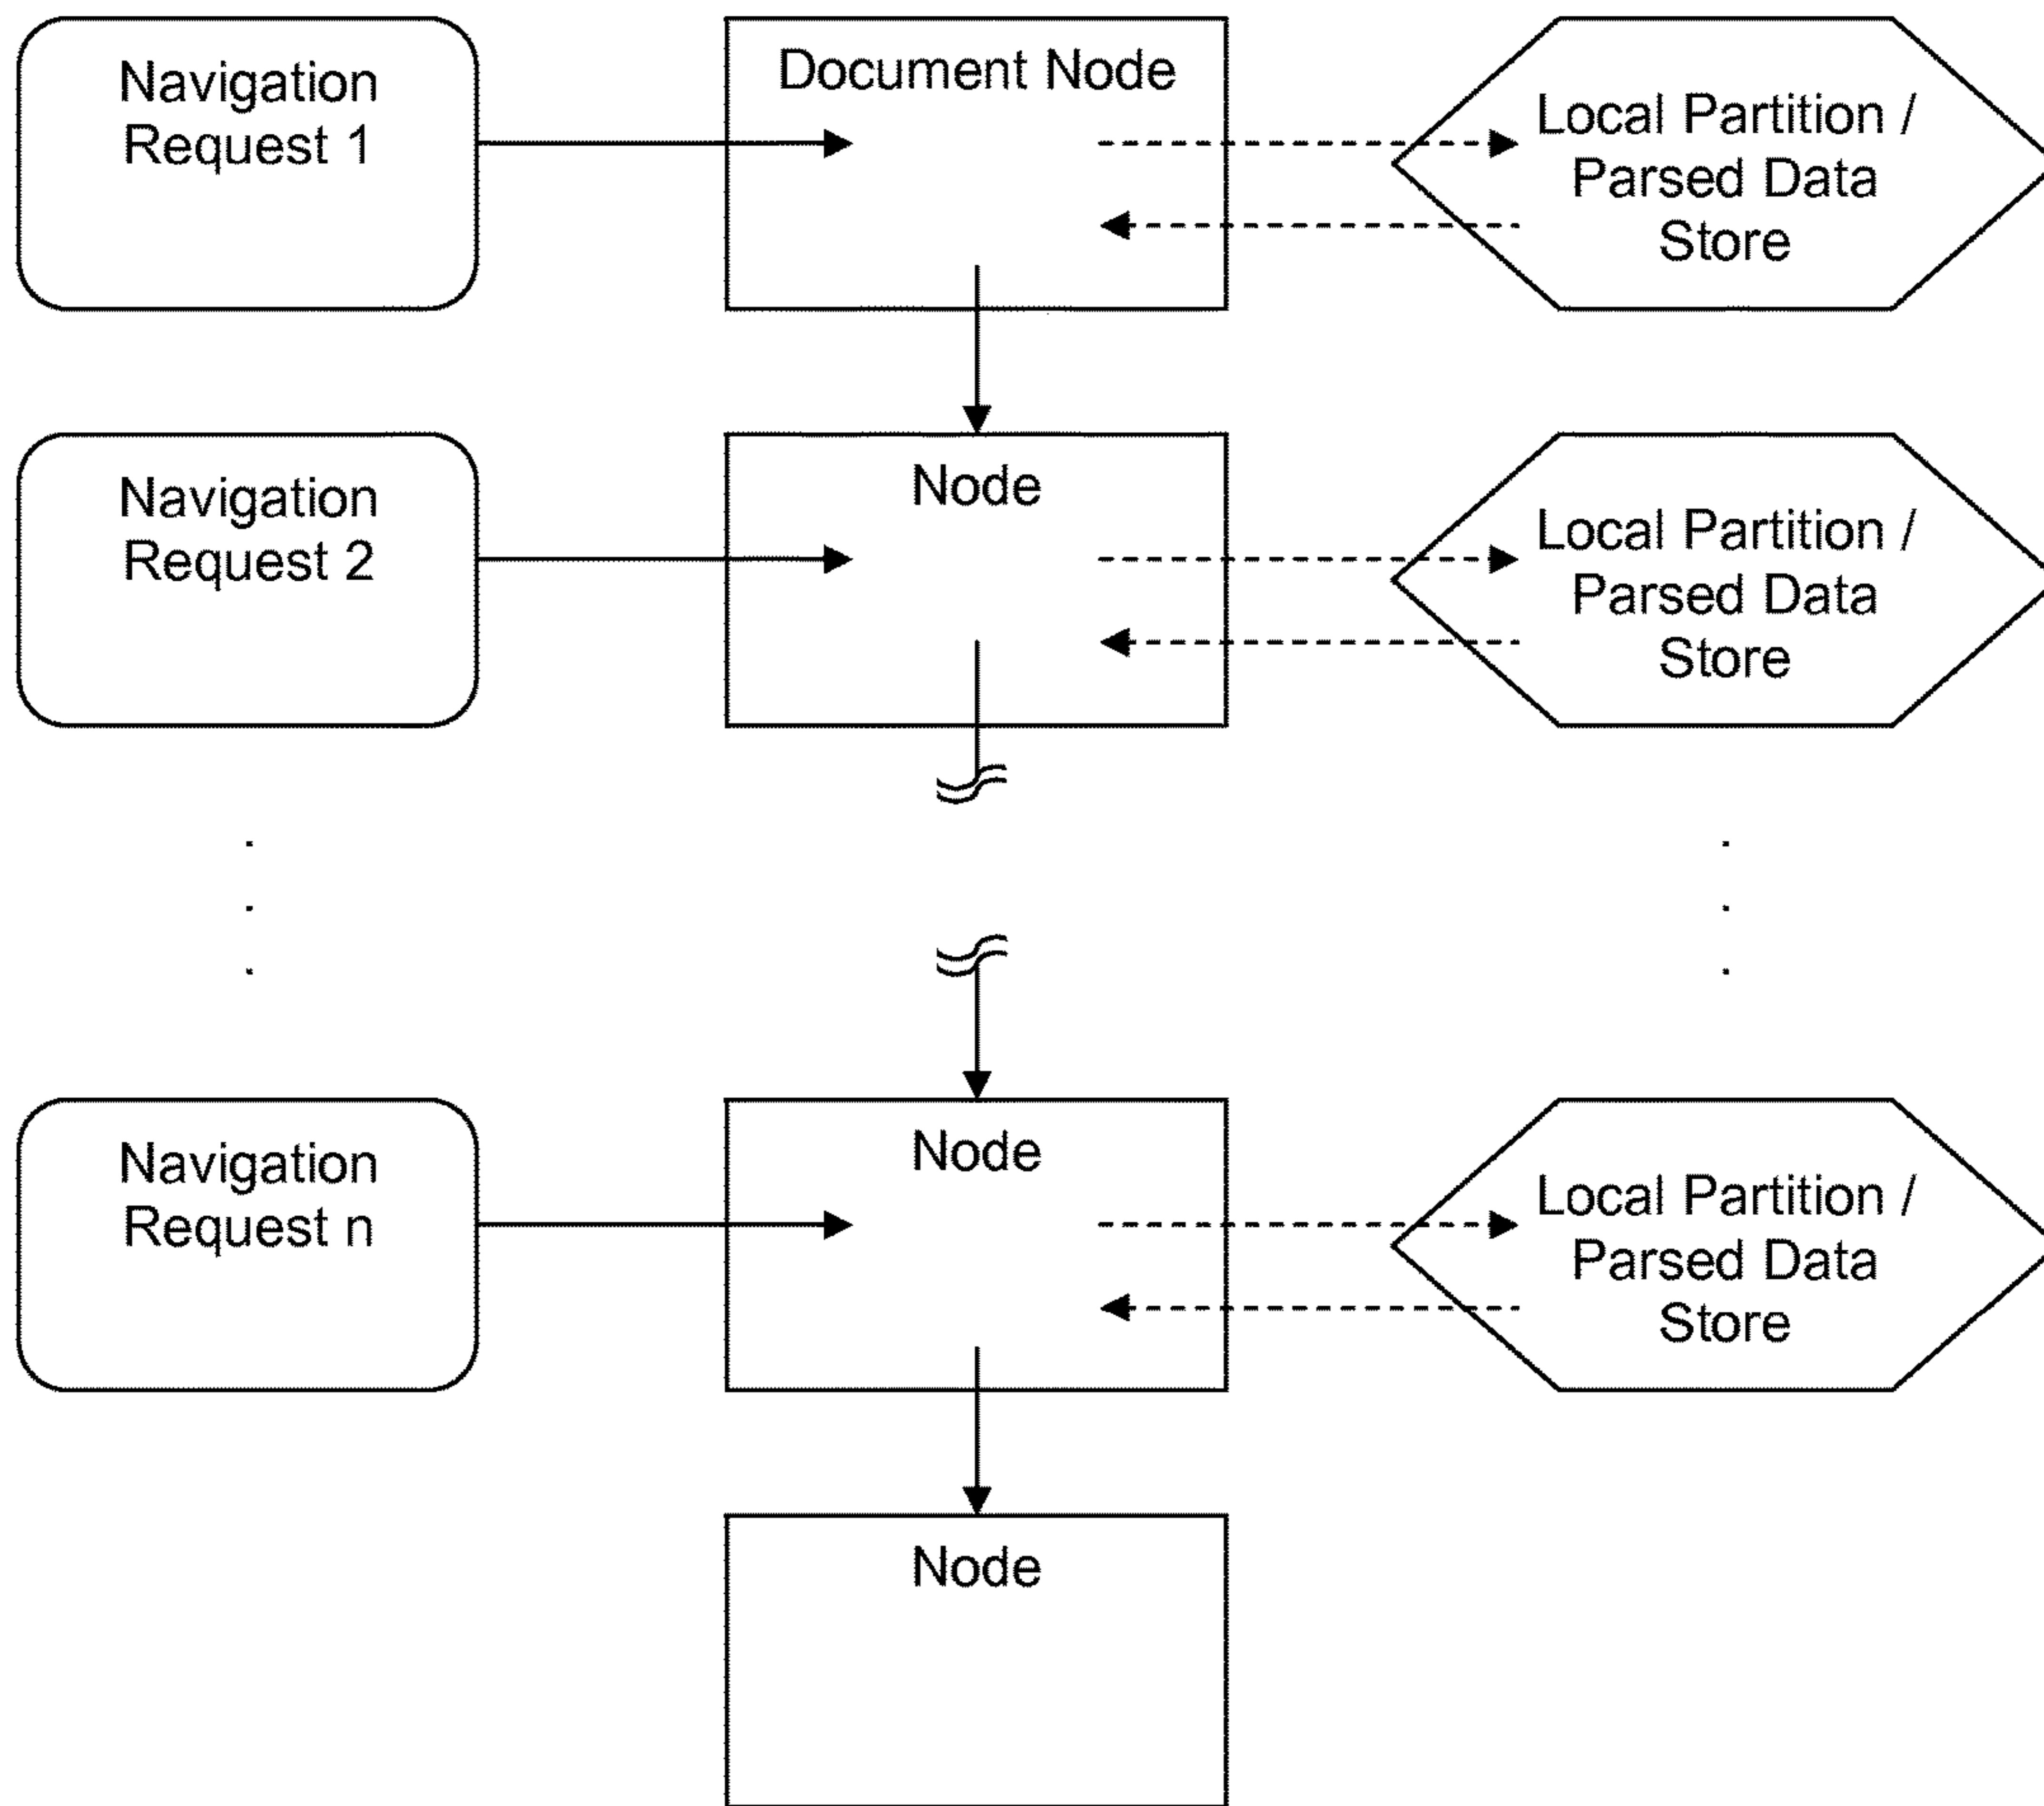 Navigation
Request 1
Document Node
Local Partition /
Parsed Data
Store
Navigation
Request 2
Node
Local Partition /
Parsed Data
Store
Navigation
Request n
Node
Local Partition /
Parsed Data
Store
Node